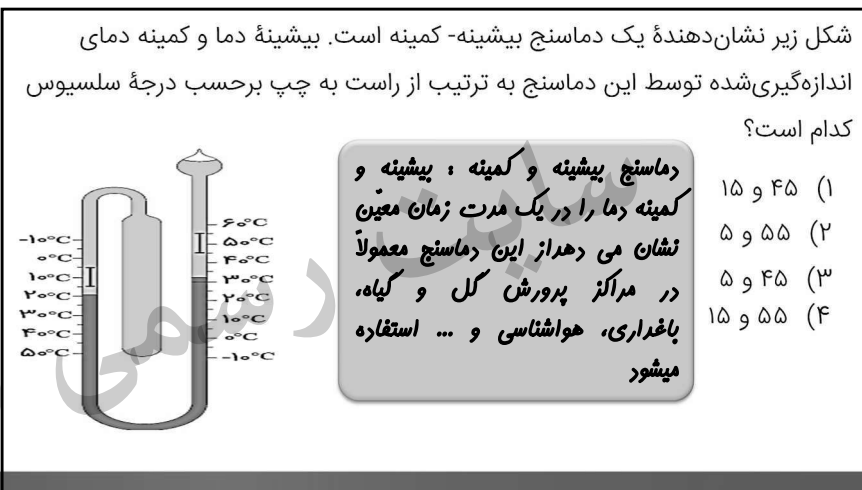 شکل زیر نشان‌دهندهٔ یک دماسنج بیشینه- کمینه است. بیشینهٔ دما و کمینه دمای
اندازه‌گیری‌شده توسط این دماسنج به ترتیب از راست به چپ برحسب درجهٔ سلسیوس
کدام است؟
۱) ۴۵ و ۱۵
۲) ۵۵ و ۵
۳) ۴۵ و ۵
۴) ۵۵ و ۱۵
دماسنج بیشینه و کمینه : بیشینه و
کمینه دما را در یک مدت زمان معیّن
نشان می دهداز این دماسنج معمولاً
در مراکز پرورش گل و گیاه،
باغداری، هواشناسی و ... استفاده
میشود
-۱۰°C
۰°C
۱۰°C
۲۰°C
۳۰°C
۴۰°C
۵۰°C
۶۰°C
۵۰°C
۴۰°C
۳۰°C
۲۰°C
۱۰°C
۰°C
-۱۰°C
سایت رسمی